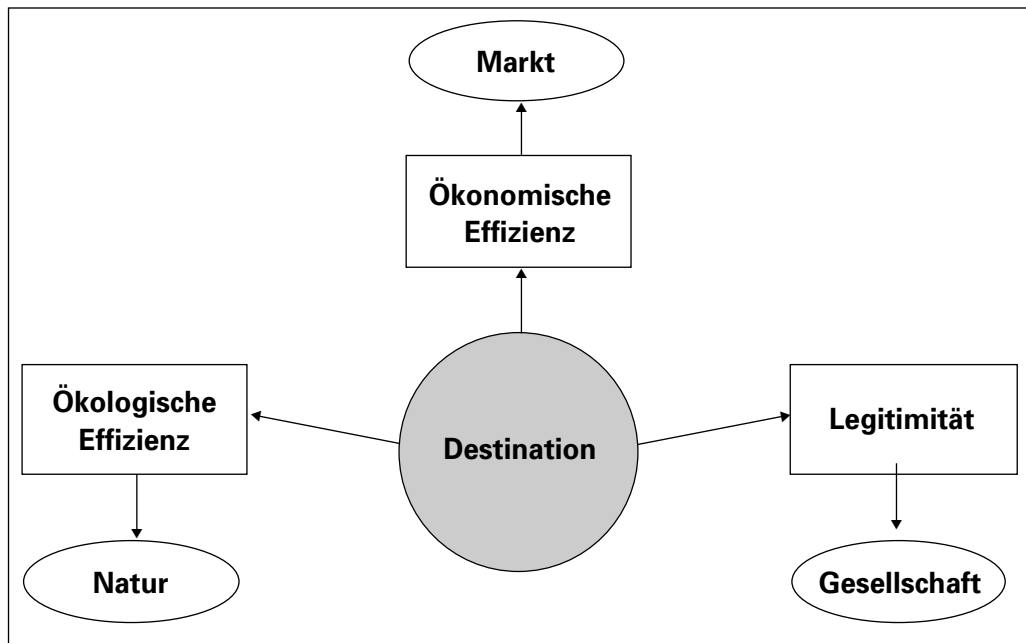 Markt
Ökonomische
Effizienz
Ökologische
Effizienz
Destination
Legitimität
Natur
Gesellschaft